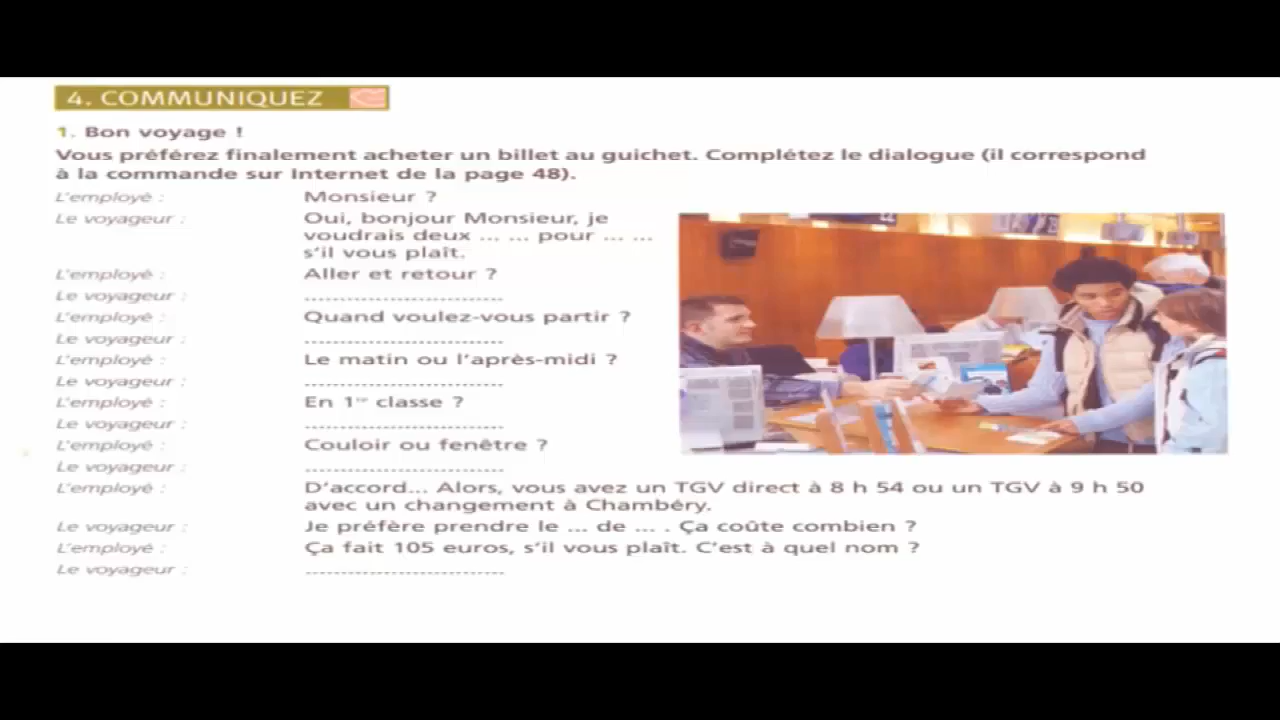 4. COMMUNIQUEZ
1. Bon voyage !
Vous préférez finalement acheter un billet au guichet. Complétez le dialogue (il correspond
à la commande sur Internet de la page 48).
L'employé : Monsieur ?
Le voyageur : Oui, bonjour Monsieur, je
voudrais deux ... ... pour ... ...
s'il vous plaît.
L'employé : Aller et retour ?
Le voyageur : ............................
L'employé : Quand voulez-vous partir ?
Le voyageur : ............................
L'employé : Le matin ou l'après-midi ?
Le voyageur : ............................
L'employé : En 1re classe ?
Le voyageur : ............................
L'employé : Couloir ou fenêtre ?
Le voyageur : ............................
L'employé : D'accord... Alors, vous avez un TGV direct à 8 h 54 ou un TGV à 9 h 50
avec un changement à Chambéry.
Le voyageur : Je préfère prendre le ... de ... . Ça coûte combien ?
L'employé : Ça fait 105 euros, s'il vous plaît. C'est à quel nom ?
Le voyageur : ............................